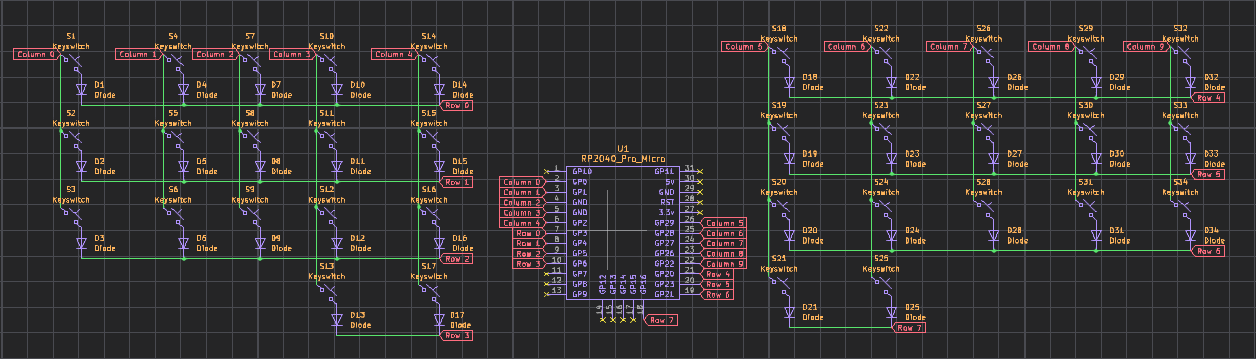 S1 S4 S7 S10 S14
Keyswitch Keyswitch Keyswitch Keyswitch Keyswitch
Column 0 Column 1 Column 2 Column 3 Column 4
D1 D4 D7 D10 D14
Diode Diode Diode Diode Diode
Row 0
S2 S5 S8 S11 S15
Keyswitch Keyswitch Keyswitch Keyswitch Keyswitch
D2 D5 D8 D11 D15
Diode Diode Diode Diode Diode
Row 1
S3 S6 S9 S12 S16
Keyswitch Keyswitch Keyswitch Keyswitch Keyswitch
D3 D6 D9 D12 D16
Diode Diode Diode Diode Diode
Row 2
S13 S17
Keyswitch Keyswitch
D13 D17
Diode Diode
Row 3
U1
RP2040_Pro_Micro
1 GP10 GP11 31
Column 0 2 GP0 5v 30
Column 1 3 GP1 GND 29
Column 2 4 GND RST 28
Column 3 5 GND 3.3v 27
Column 4 6 GP2 GP29 26 Column 5
Row 0 7 GP3 GP28 25 Column 6
Row 1 8 GP4 GP27 24 Column 7
Row 2 9 GP5 GP26 23 Column 8
Row 3 10 GP6 GP22 22 Column 9
11 GP7 GP20 21 Row 4
12 GP8 GP23 20 Row 5
13 GP9 GP21 19 Row 6
GP12 GP13 GP14 GP15 GP16
14 15 16 17 18
Row 7
S18 S22 S26 S29 S32
Keyswitch Keyswitch Keyswitch Keyswitch Keyswitch
Column 5 Column 6 Column 7 Column 8 Column 9
D18 D22 D26 D29 D32
Diode Diode Diode Diode Diode
Row 4
S19 S23 S27 S30 S33
Keyswitch Keyswitch Keyswitch Keyswitch Keyswitch
D19 D23 D27 D30 D33
Diode Diode Diode Diode Diode
Row 5
S20 S24 S28 S31 S34
Keyswitch Keyswitch Keyswitch Keyswitch Keyswitch
D20 D24 D28 D31 D34
Diode Diode Diode Diode Diode
Row 6
S21 S25
Keyswitch Keyswitch
D21 D25
Diode Diode
Row 7